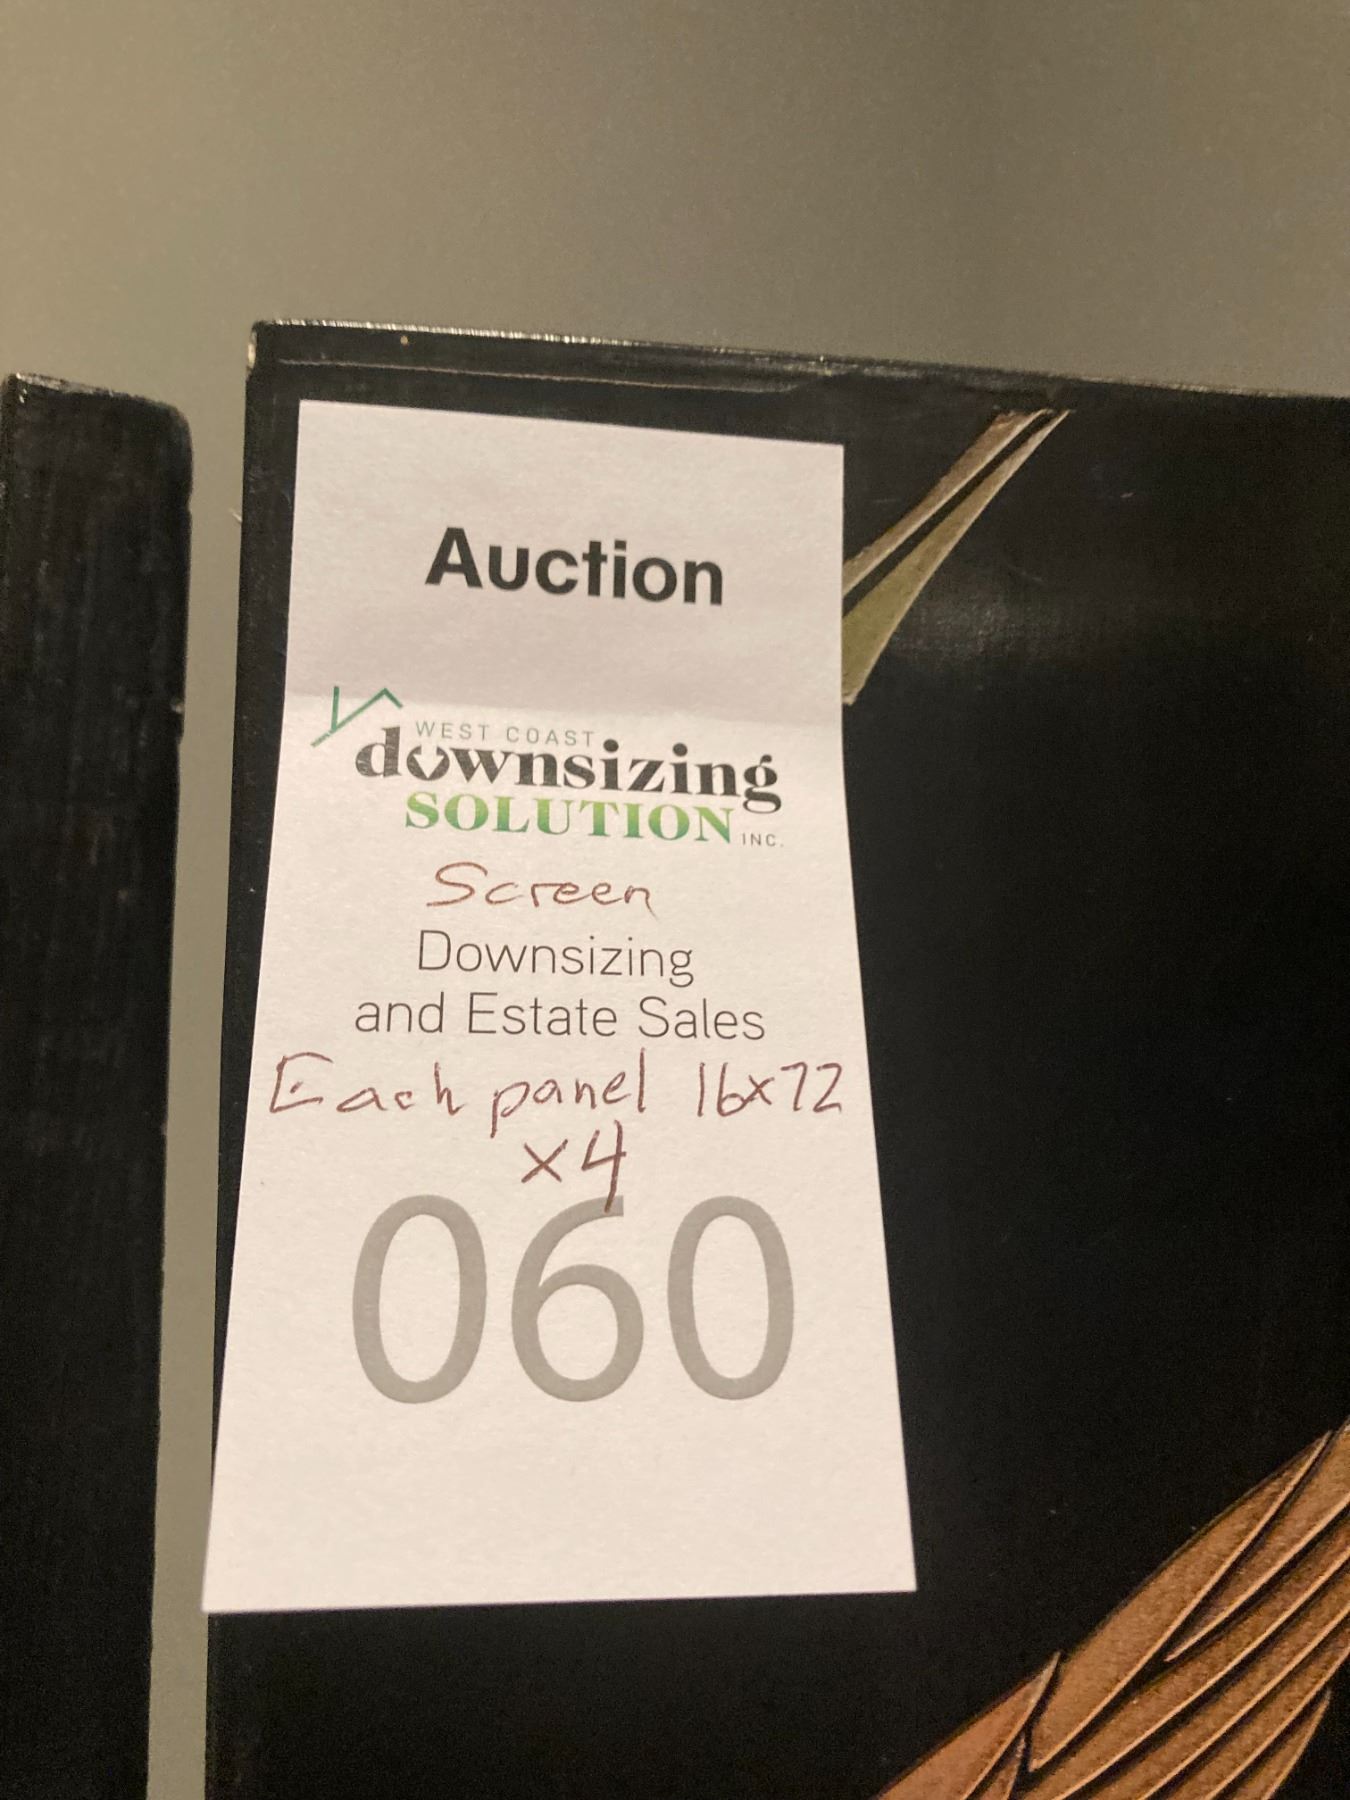 Auction
WEST COAST
downsizing
SOLUTION INC.
Screen
Downsizing
and Estate Sales
Each panel 16x72
x4
060